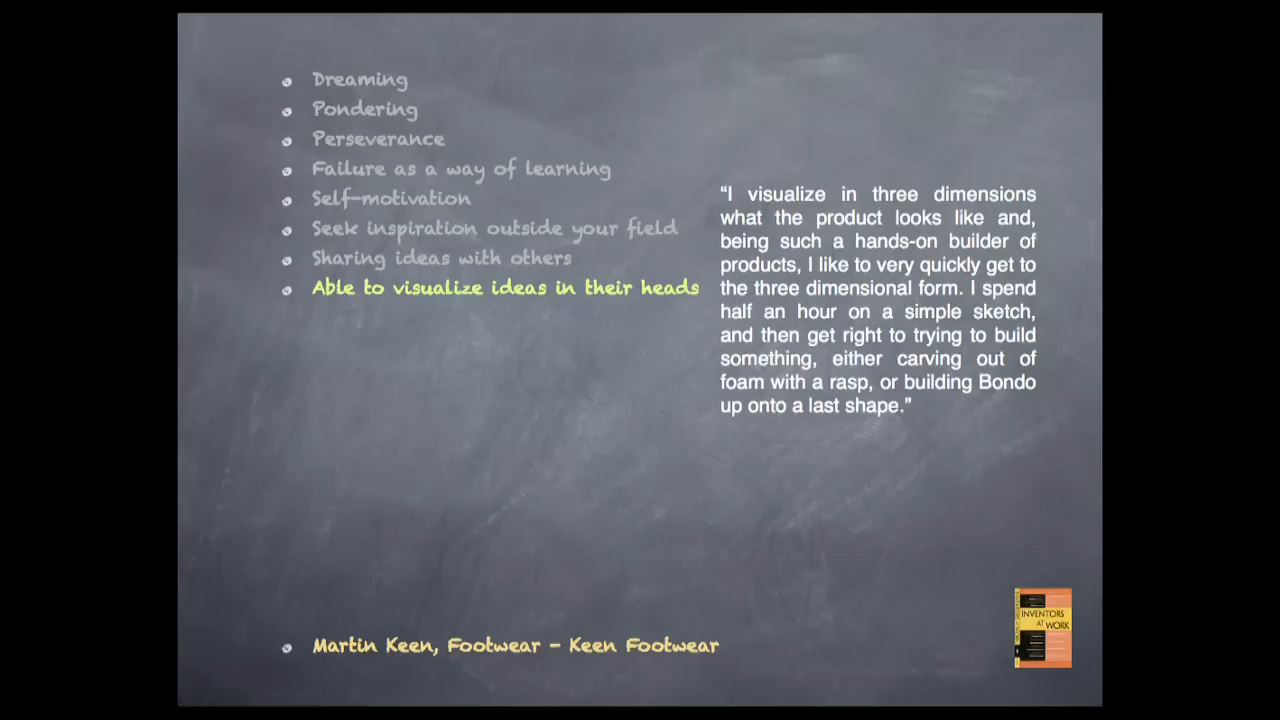 Dreaming
Pondering
Perseverance
Failure as a way of learning
Self-motivation
Seek inspiration outside your field
Sharing ideas with others
Able to visualize ideas in their heads
“I visualize in three dimensions
what the product looks like and,
being such a hands-on builder of
products, I like to very quickly get to
the three dimensional form. I spend
half an hour on a simple sketch,
and then get right to trying to build
something, either carving out of
foam with a rasp, or building Bondo
up onto a last shape.”
Martin Keen, Footwear - Keen Footwear
INVENTORS
AT WORK